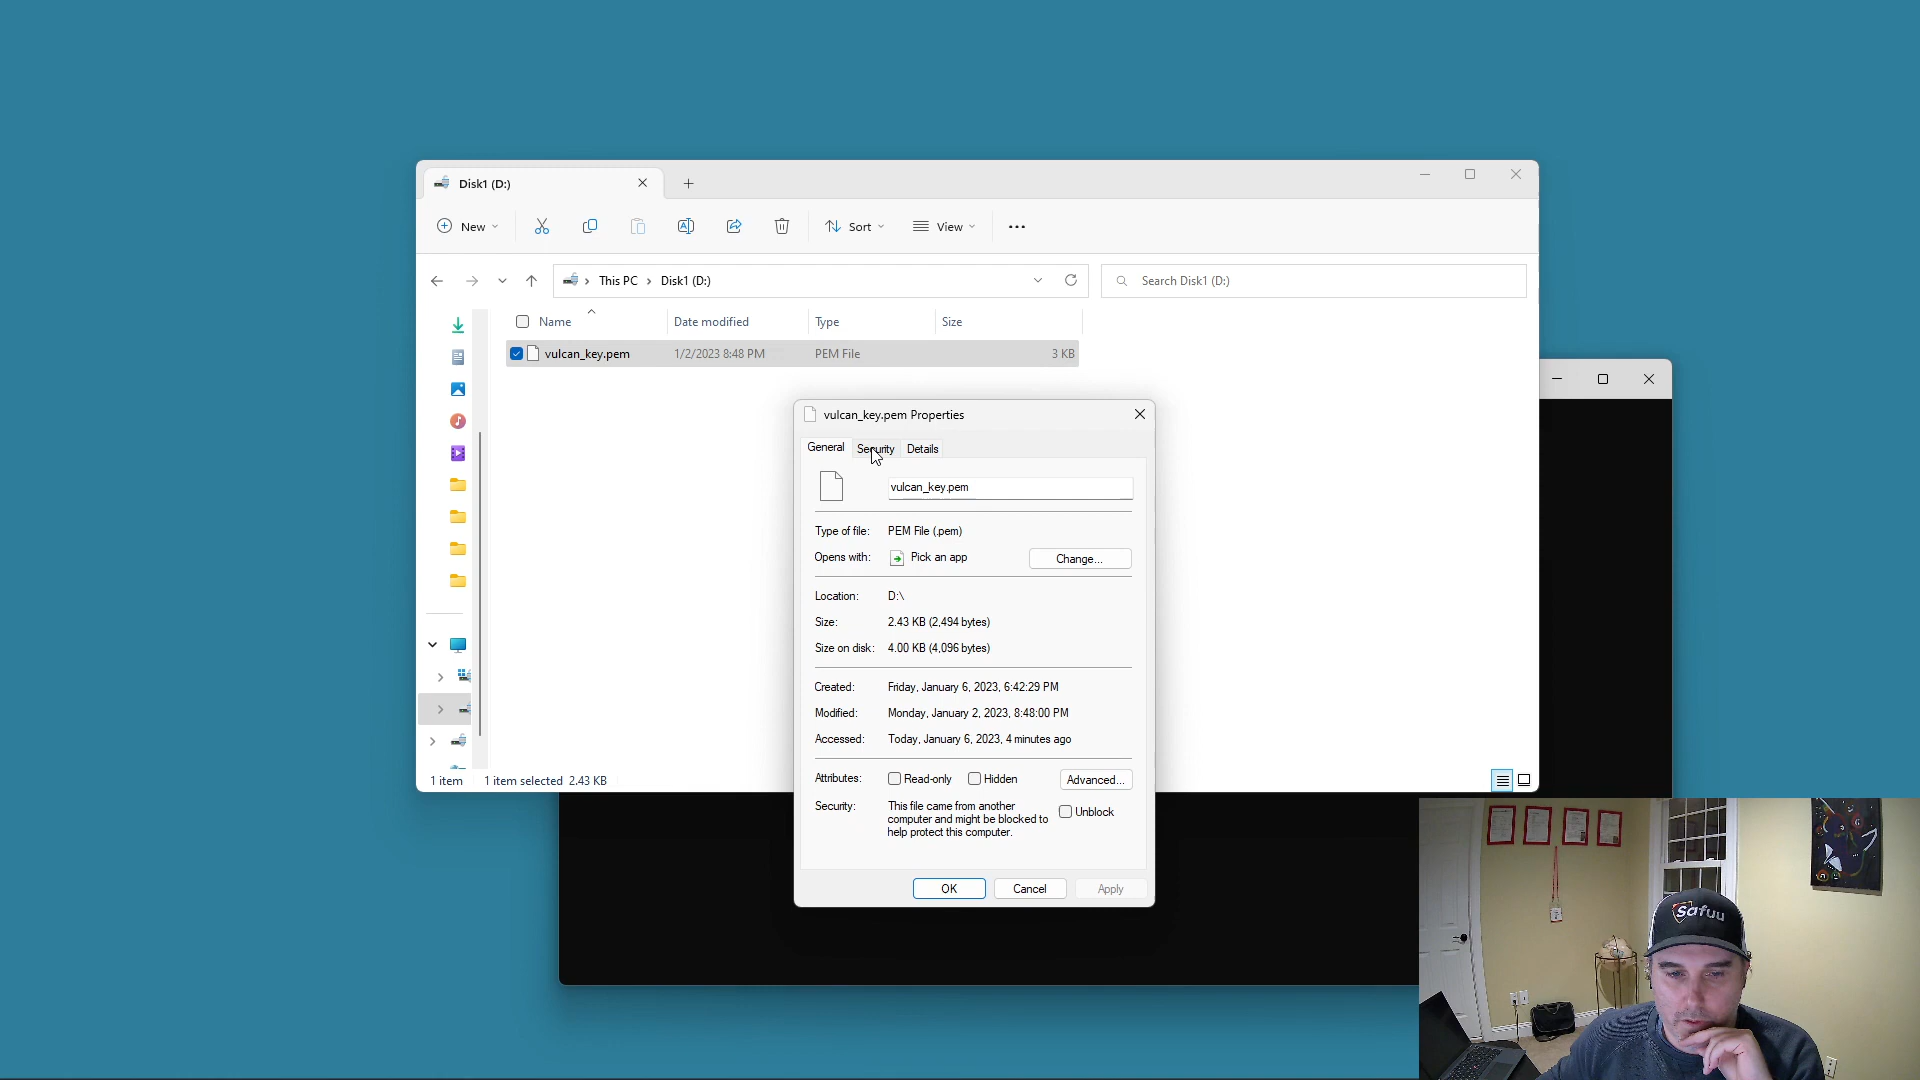 Disk1 (D:)
New
Sort
View
This PC
Disk1 (D:)
Search Disk1 (D:)
Name
Date modified
Type
Size
vulcan_key.pem
1/2/2023 8:48 PM
PEM File
3 KB
vulcan_key.pem Properties
General
Security
Details
vulcan_key.pem
Type of file:
PEM File (.pem)
Opens with:
Pick an app
Change...
Location:
D:\
Size:
2.43 KB (2,494 bytes)
Size on disk:
4.00 KB (4,096 bytes)
Created:
Friday, January 6, 2023, 6:42:29 PM
Modified:
Monday, January 2, 2023, 8:48:00 PM
Accessed:
Today, January 6, 2023, 4 minutes ago
Attributes:
Read-only
Hidden
Advanced...
Security:
This file came from another
computer and might be blocked to
help protect this computer.
Unblock
OK
Cancel
Apply
1 item
1 item selected 2.43 KB
Safuu